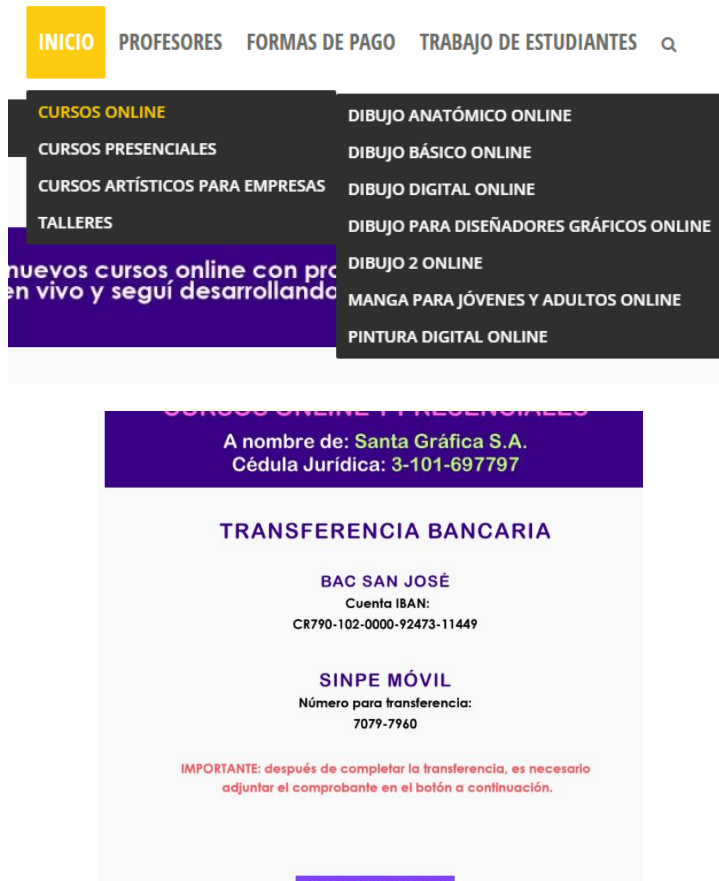 INICIO PROFESORES FORMAS DE PAGO TRABAJO DE ESTUDIANTES
CURSOS ONLINE
CURSOS PRESENCIALES
CURSOS ARTÍSTICOS PARA EMPRESAS
TALLERES
DIBUJO ANATÓMICO ONLINE
DIBUJO BÁSICO ONLINE
DIBUJO DIGITAL ONLINE
DIBUJO PARA DISEÑADORES GRÁFICOS ONLINE
DIBUJO 2 ONLINE
MANGA PARA JÓVENES Y ADULTOS ONLINE
PINTURA DIGITAL ONLINE
nuevos cursos online con
en vivo y seguí desarrollando
CURSOS ONLINE Y PRESENCIALES
A nombre de: Santa Gráfica S.A.
Cédula Jurídica: 3-101-697797
TRANSFERENCIA BANCARIA
BAC SAN JOSÉ
Cuenta IBAN:
CR790-102-0000-92473-11449
SINPE MÓVIL
Número para transferencia:
7079-7960
IMPORTANTE: después de completar la transferencia, es necesario
adjuntar el comprobante en el botón a continuación.